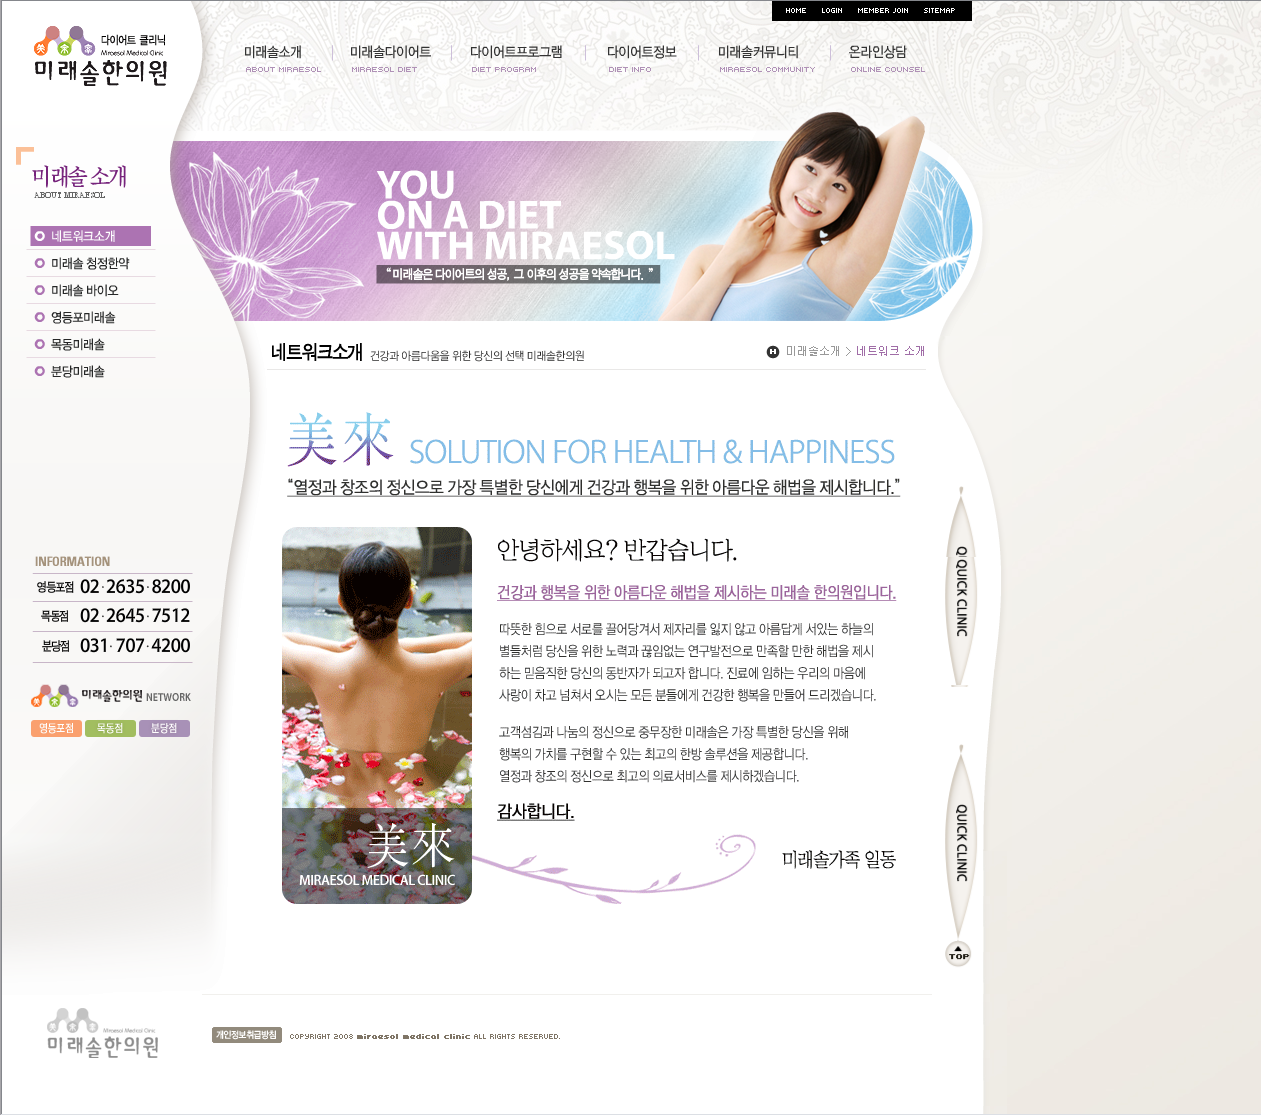 HOME LOGIN MEMBER JOIN SITEMAP
다이어트 클리닉
Miraesol Medical Clinic
미래솔한의원
미래솔소개 미래솔다이어트 다이어트프로그램 다이어트정보 미래솔커뮤니티 온라인상담
ABOUT MIRAESOL MIRAESOL DIET DIET PROGRAM DIET INFO MIRAESOL COMMUNITY ONLINE COUNSEL
미래솔 소개
ABOUT MIRAESOL
네트워크소개
미래솔 청정한약
미래솔 바이오
영등포미래솔
목동미래솔
분당미래솔
YOU
ON A DIET
WITH MIRAESOL
“미래솔은 다이어트의 성공, 그 이후의 성공을 약속합니다. ”
네트워크소개 건강과 아름다움을 위한 당신의 선택 미래솔한의원
H 미래솔소개 > 네트워크 소개
美來 SOLUTION FOR HEALTH & HAPPINESS
“열정과 창조의 정신으로 가장 특별한 당신에게 건강과 행복을 위한 아름다운 해법을 제시합니다.”
안녕하세요? 반갑습니다.
건강과 행복을 위한 아름다운 해법을 제시하는 미래솔 한의원입니다.
따뜻한 힘으로 서로를 끌어당겨서 제자리를 잃지 않고 아름답게 서있는 하늘의
별들처럼 당신을 위한 노력과 끊임없는 연구발전으로 만족할 만한 해법을 제시
하는 믿음직한 당신의 동반자가 되고자 합니다. 진료에 임하는 우리의 마음에
사랑이 차고 넘쳐서 오시는 모든 분들에게 건강한 행복을 만들어 드리겠습니다.
고객섬김과 나눔의 정신으로 중무장한 미래솔은 가장 특별한 당신을 위해
행복의 가치를 구현할 수 있는 최고의 한방 솔루션을 제공합니다.
열정과 창조의 정신으로 최고의 의료서비스를 제시하겠습니다.
감사합니다.
미래솔가족 일동
美來
MIRAESOL MEDICAL CLINIC
INFORMATION
영등포점 02·2635·8200
목동점 02·2645·7512
분당점 031·707·4200
미래솔한의원 NETWORK
영등포점 목동점 분당점
QQUICK CLINIC
QUICK CLINIC
TOP
Miraesol Medical Clinic
미래솔한의원
개인정보취급방침 COPYRIGHT 2008 miraesol medical clinic ALL RIGHTS RESERVED.